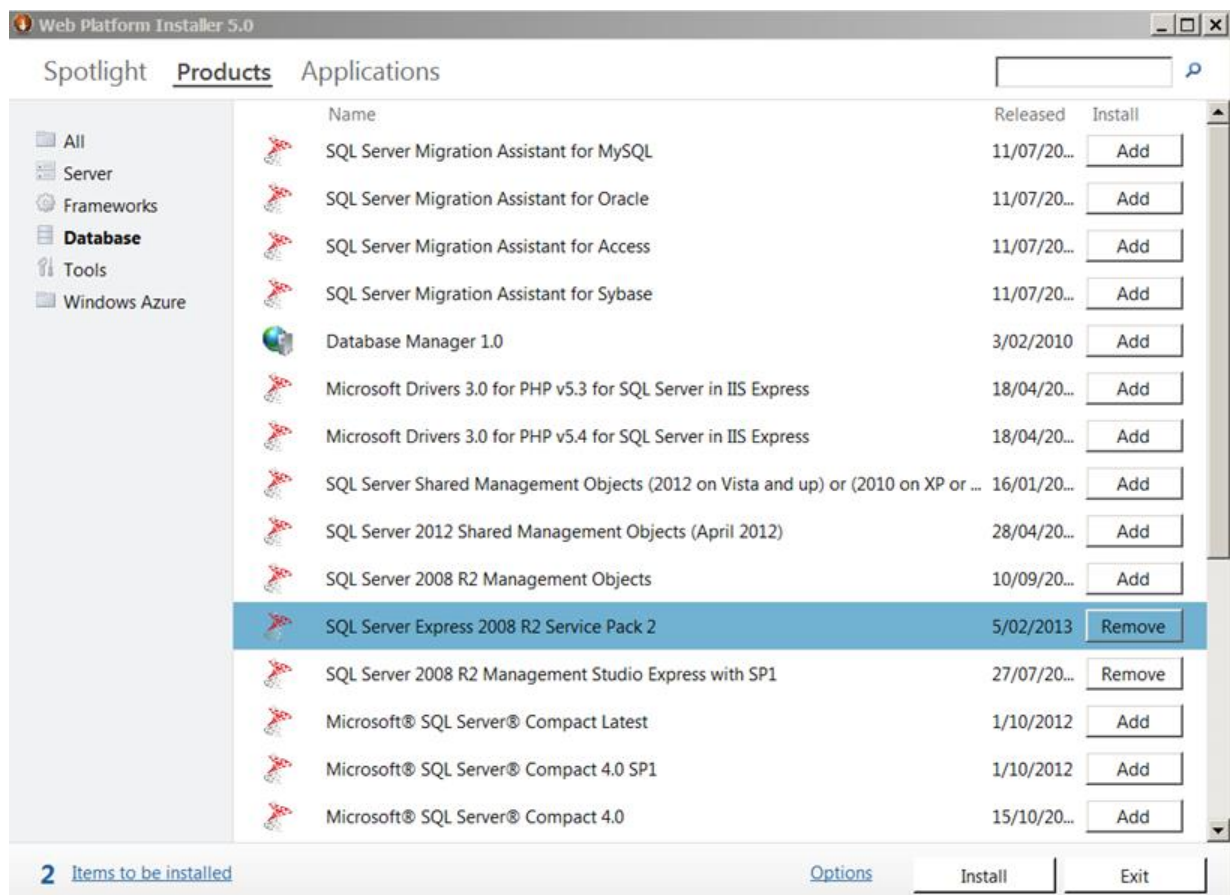 Web Platform Installer 5.0
Spotlight Products Applications
Name Released Install
All
Server
Frameworks
Database
Tools
Windows Azure
SQL Server Migration Assistant for MySQL 11/07/20... Add
SQL Server Migration Assistant for Oracle 11/07/20... Add
SQL Server Migration Assistant for Access 11/07/20... Add
SQL Server Migration Assistant for Sybase 11/07/20... Add
Database Manager 1.0 3/02/2010 Add
Microsoft Drivers 3.0 for PHP v5.3 for SQL Server in IIS Express 18/04/20... Add
Microsoft Drivers 3.0 for PHP v5.4 for SQL Server in IIS Express 18/04/20... Add
SQL Server Shared Management Objects (2012 on Vista and up) or (2010 on XP or ... 16/01/20... Add
SQL Server 2012 Shared Management Objects (April 2012) 28/04/20... Add
SQL Server 2008 R2 Management Objects 10/09/20... Add
SQL Server Express 2008 R2 Service Pack 2 5/02/2013 Remove
SQL Server 2008 R2 Management Studio Express with SP1 27/07/20... Remove
Microsoft® SQL Server® Compact Latest 1/10/2012 Add
Microsoft® SQL Server® Compact 4.0 SP1 1/10/2012 Add
Microsoft® SQL Server® Compact 4.0 15/10/20... Add
2 Items to be installed Options Install Exit